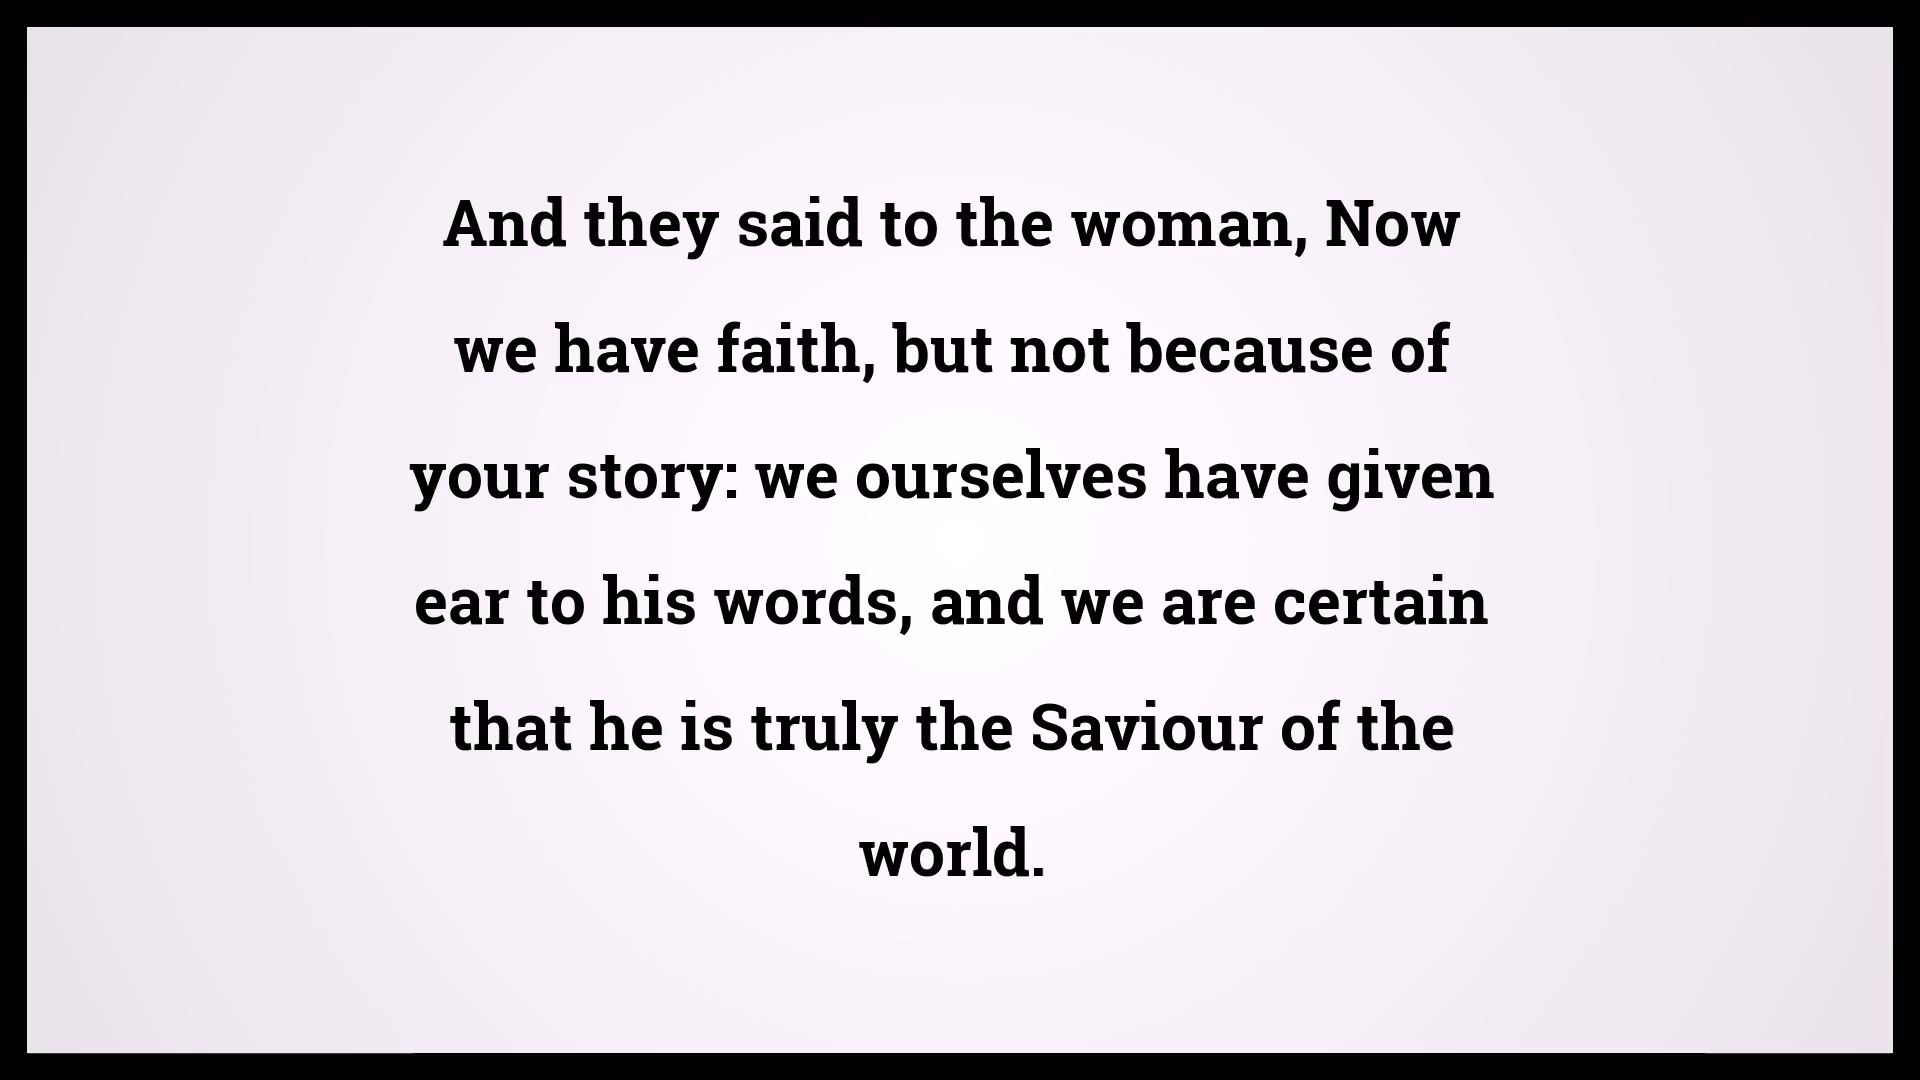 And they said to the woman, Now
we have faith, but not because of
your story: we ourselves have given
ear to his words, and we are certain
that he is truly the Saviour of the
world.